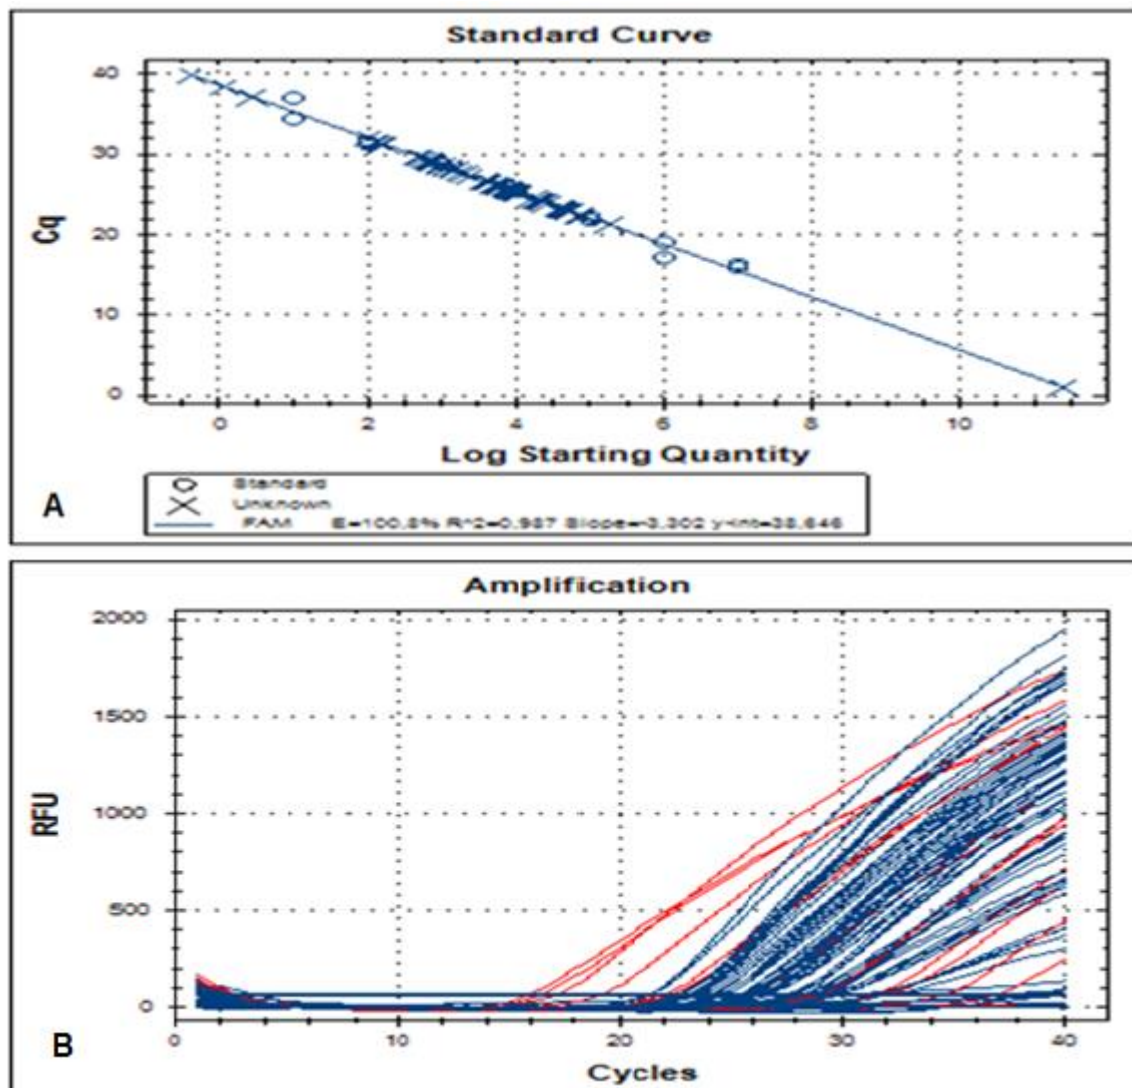 Standard Curve
40
30
20
10
0
Cq
0 2 4 6 8 10
Log Starting Quantity
A
Standard
Unknown
FAM E=100,8% R^2=0,987 Slope=-3,302 y-int=38,646
Amplification
2000
1500
1000
500
0
RFU
0 10 20 30 40
B
Cycles